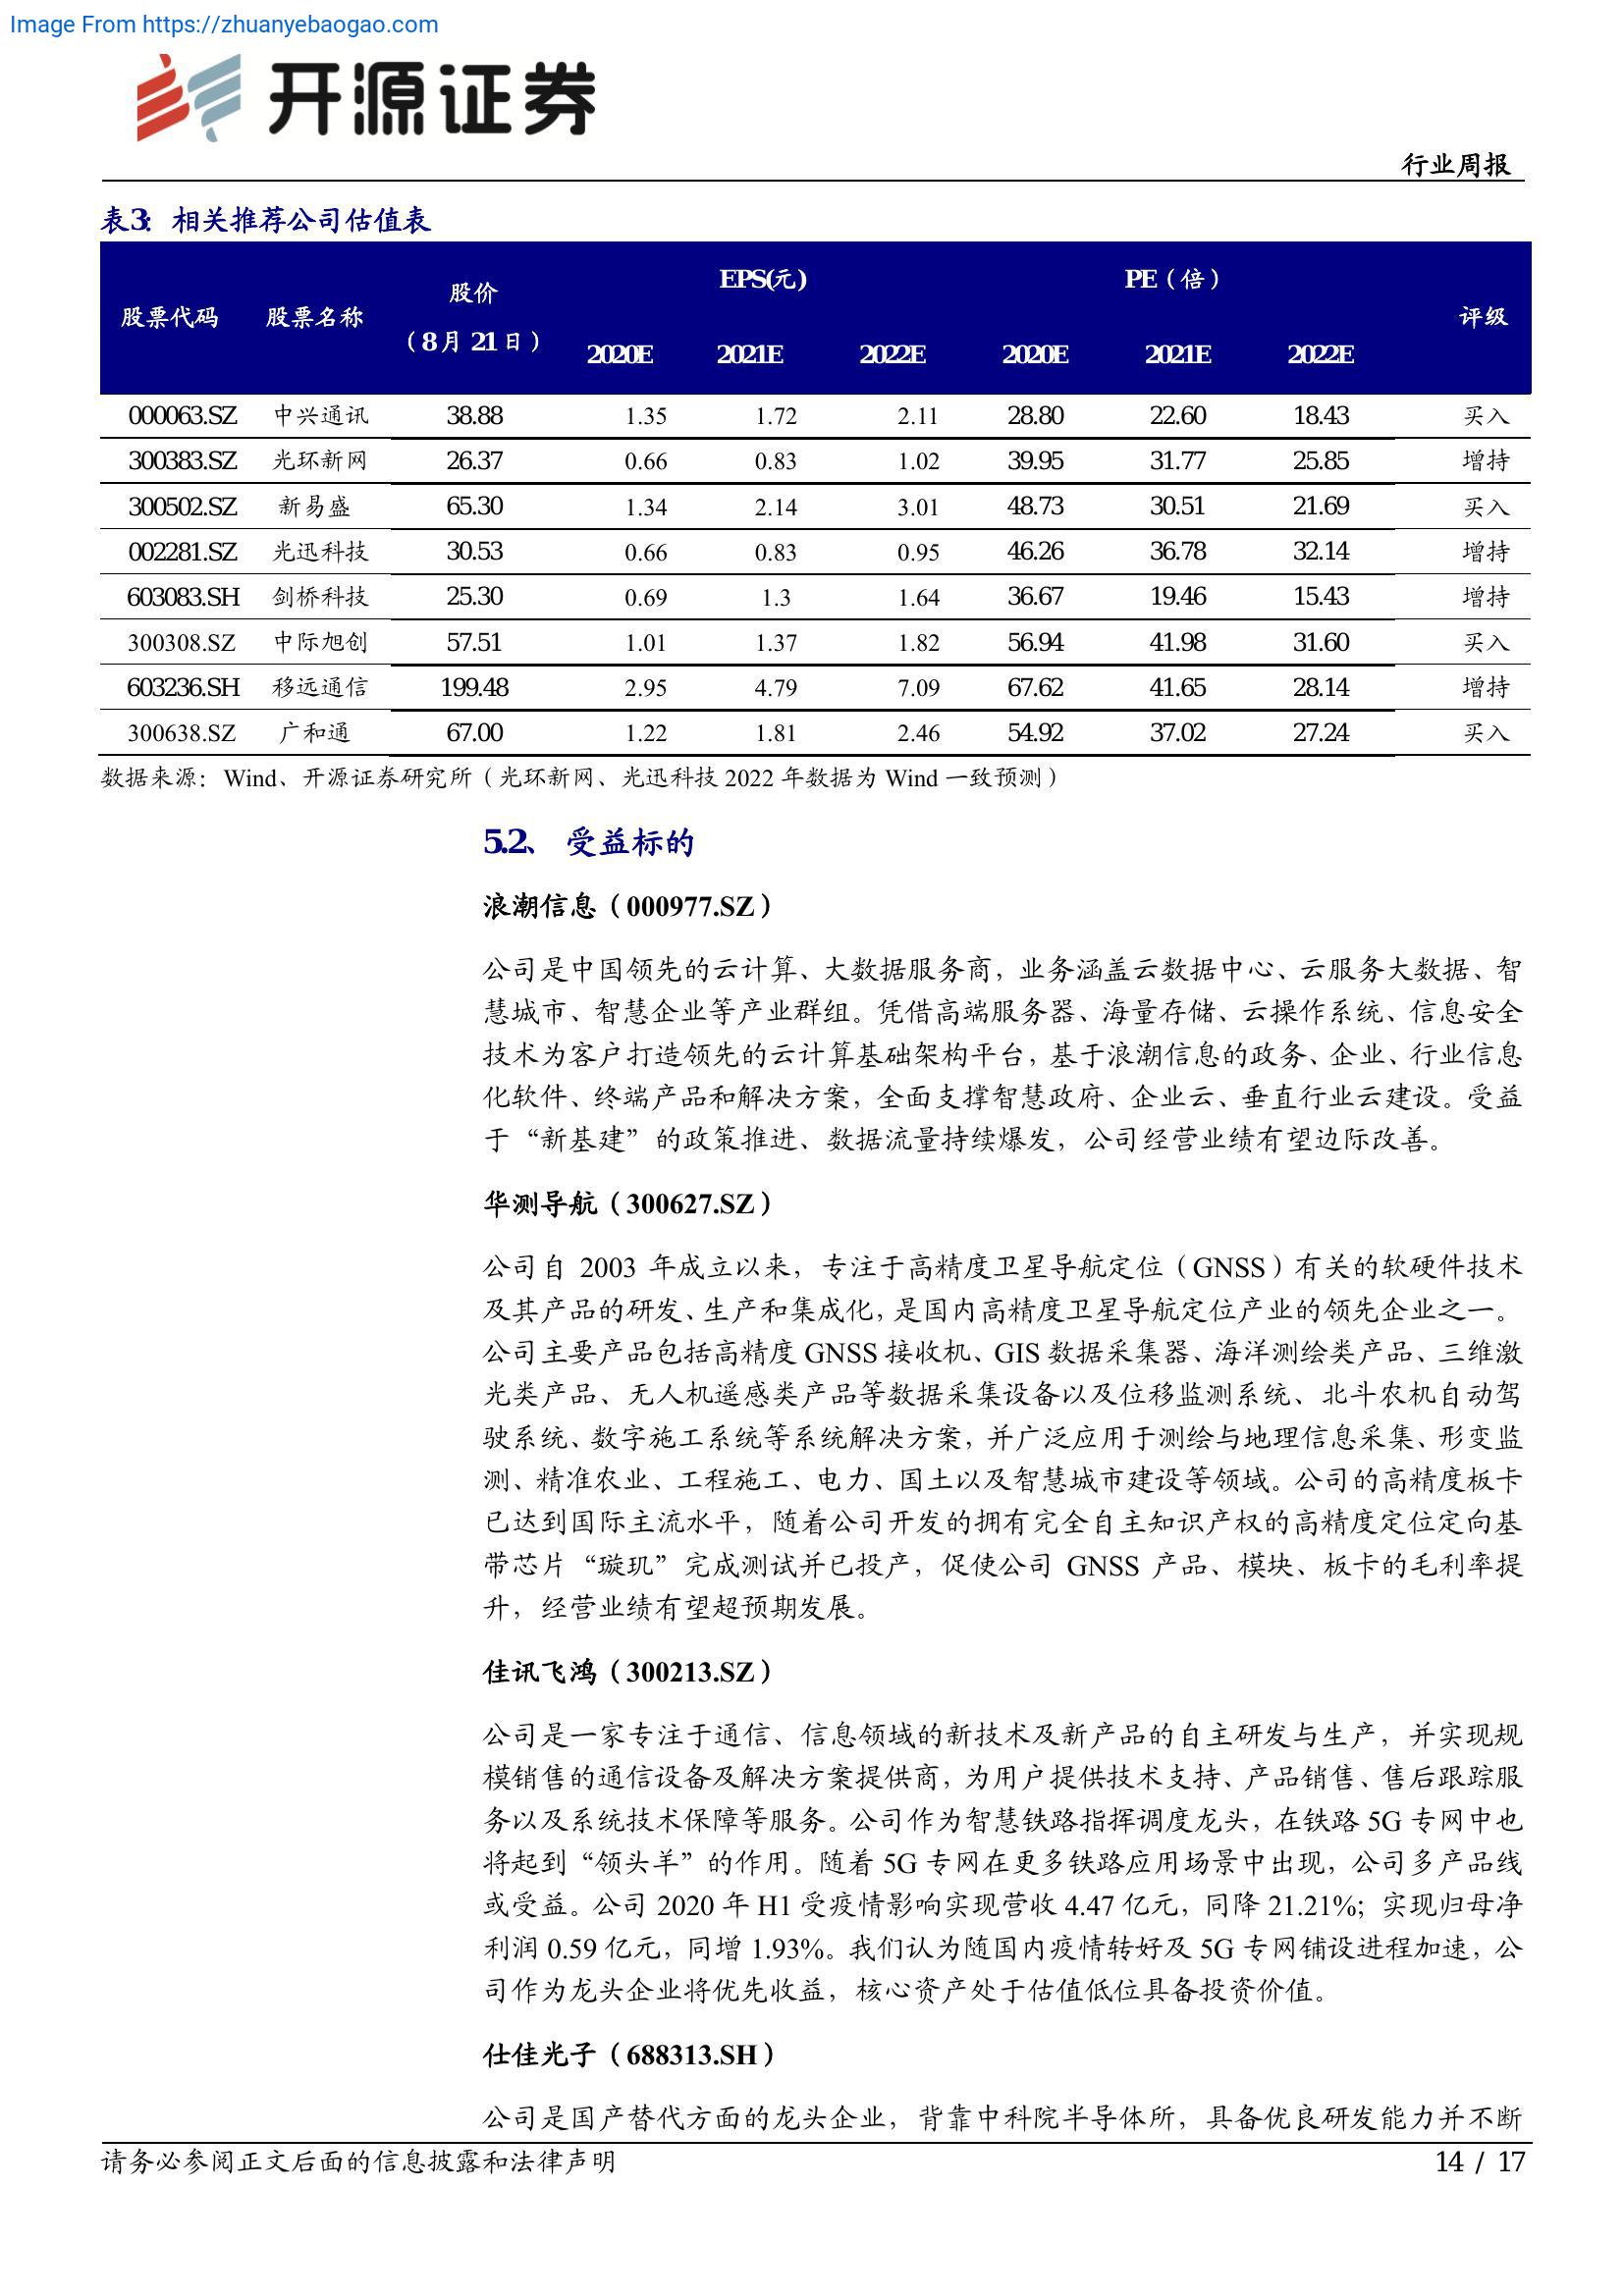 Image From https://zhuanyebaogao.com
开源证券
行业周报
表3：相关推荐公司估值表
股票代码 股票名称 股价（8月21日） EPS(元) PE（倍） 评级
2020E 2021E 2022E 2020E 2021E 2022E
000063.SZ 中兴通讯 38.88 1.35 1.72 2.11 28.80 22.60 18.43 买入
300383.SZ 光环新网 26.37 0.66 0.83 1.02 39.95 31.77 25.85 增持
300502.SZ 新易盛 65.30 1.34 2.14 3.01 48.73 30.51 21.69 买入
002281.SZ 光迅科技 30.53 0.66 0.83 0.95 46.26 36.78 32.14 增持
603083.SH 剑桥科技 25.30 0.69 1.3 1.64 36.67 19.46 15.43 增持
300308.SZ 中际旭创 57.51 1.01 1.37 1.82 56.94 41.98 31.60 买入
603236.SH 移远通信 199.48 2.95 4.79 7.09 67.62 41.65 28.14 增持
300638.SZ 广和通 67.00 1.22 1.81 2.46 54.92 37.02 27.24 买入
数据来源：Wind、开源证券研究所（光环新网、光迅科技 2022 年数据为 Wind 一致预测）
5.2、 受益标的
浪潮信息（000977.SZ）
公司是中国领先的云计算、大数据服务商，业务涵盖云数据中心、云服务大数据、智
慧城市、智慧企业等产业群组。凭借高端服务器、海量存储、云操作系统、信息安全
技术为客户打造领先的云计算基础架构平台，基于浪潮信息的政务、企业、行业信息
化软件、终端产品和解决方案，全面支撑智慧政府、企业云、垂直行业云建设。受益
于“新基建”的政策推进、数据流量持续爆发，公司经营业绩有望边际改善。
华测导航（300627.SZ）
公司自 2003 年成立以来，专注于高精度卫星导航定位（GNSS）有关的软硬件技术
及其产品的研发、生产和集成化，是国内高精度卫星导航定位产业的领先企业之一。
公司主要产品包括高精度 GNSS 接收机、GIS 数据采集器、海洋测绘类产品、三维激
光类产品、无人机遥感类产品等数据采集设备以及位移监测系统、北斗农机自动驾
驶系统、数字施工系统等系统解决方案，并广泛应用于测绘与地理信息采集、形变监
测、精准农业、工程施工、电力、国土以及智慧城市建设等领域。公司的高精度板卡
已达到国际主流水平，随着公司开发的拥有完全自主知识产权的高精度定位定向基
带芯片“璇玑”完成测试并已投产，促使公司 GNSS 产品、模块、板卡的毛利率提
升，经营业绩有望超预期发展。
佳讯飞鸿（300213.SZ）
公司是一家专注于通信、信息领域的新技术及新产品的自主研发与生产，并实现规
模销售的通信设备及解决方案提供商，为用户提供技术支持、产品销售、售后跟踪服
务以及系统技术保障等服务。公司作为智慧铁路指挥调度龙头，在铁路 5G 专网中也
将起到“领头羊”的作用。随着 5G 专网在更多铁路应用场景中出现，公司多产品线
或受益。公司 2020 年 H1 受疫情影响实现营收 4.47 亿元，同降 21.21%；实现归母净
利润 0.59 亿元，同增 1.93%。我们认为随国内疫情转好及 5G 专网铺设进程加速，公
司作为龙头企业将优先收益，核心资产处于估值低位具备投资价值。
仕佳光子（688313.SH）
公司是国产替代方面的龙头企业，背靠中科院半导体所，具备优良研发能力并不断
请务必参阅正文后面的信息披露和法律声明
14 / 17